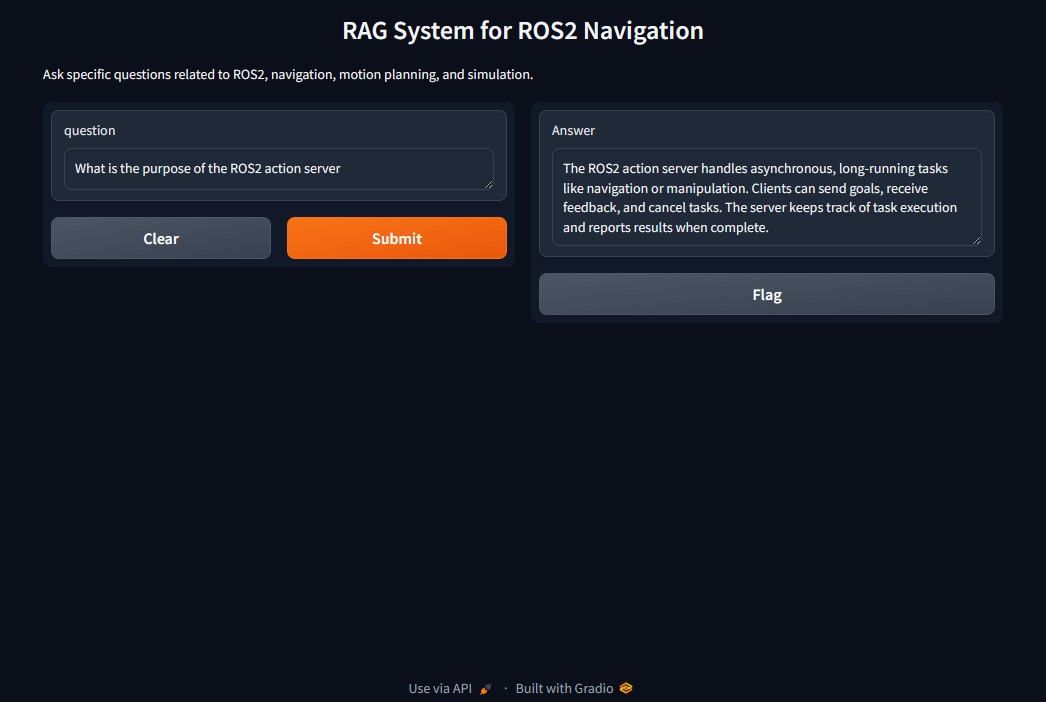 RAG System for ROS2 Navigation
Ask specific questions related to ROS2, navigation, motion planning, and simulation.
question
What is the purpose of the ROS2 action server
Clear
Submit
Answer
The ROS2 action server handles asynchronous, long-running tasks
like navigation or manipulation. Clients can send goals, receive
feedback, and cancel tasks. The server keeps track of task execution
and reports results when complete.
Flag
Use via API · Built with Gradio